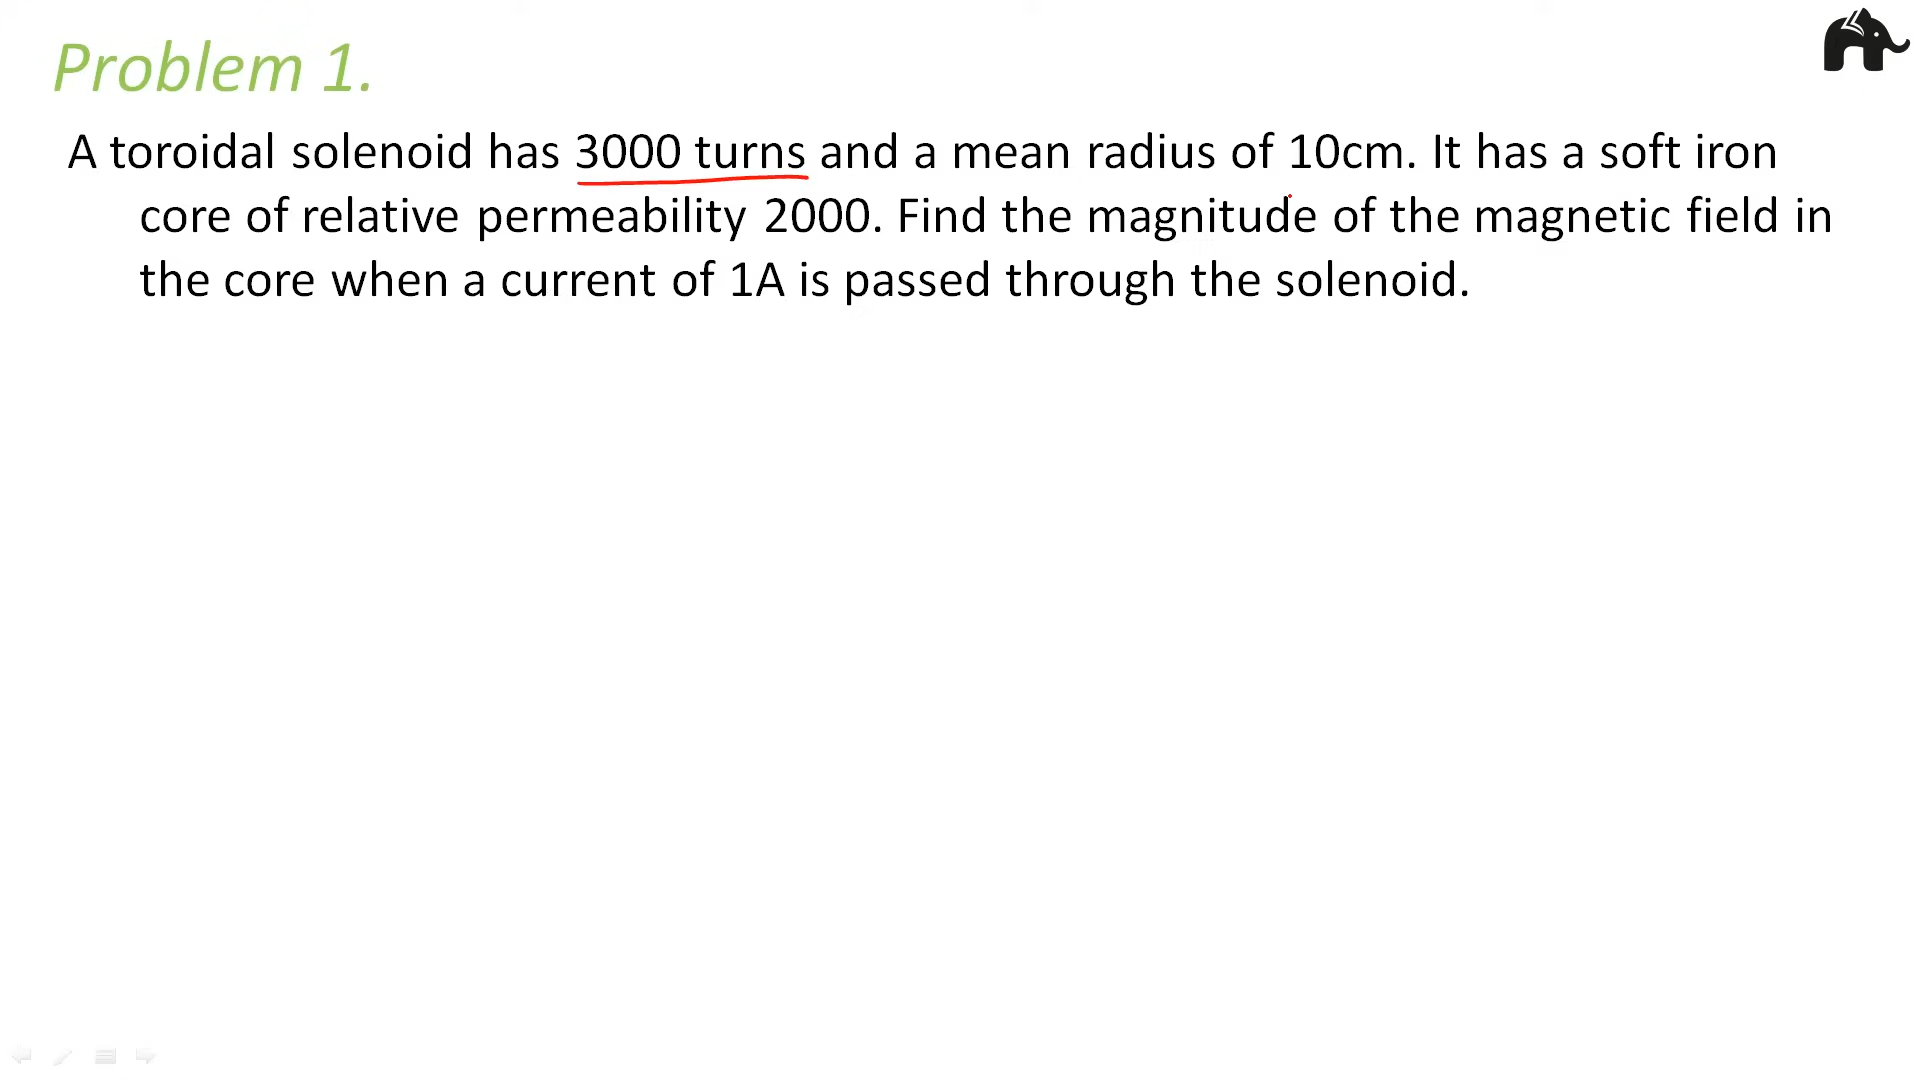 Problem 1.
A toroidal solenoid has 3000 turns and a mean radius of 10cm. It has a soft iron
core of relative permeability 2000. Find the magnitude of the magnetic field in
the core when a current of 1A is passed through the solenoid.